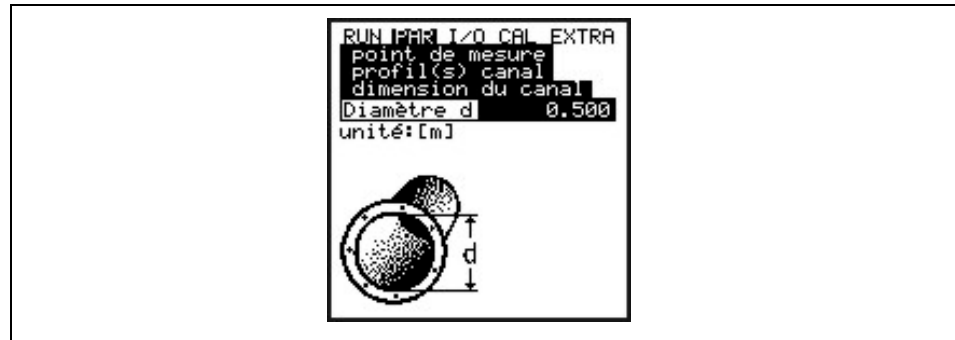 RUN PAR I/O CAL EXTRA
point de mesure
profil(s) canal
dimension du canal
Diamètre d 0.500
unité:[m]
d